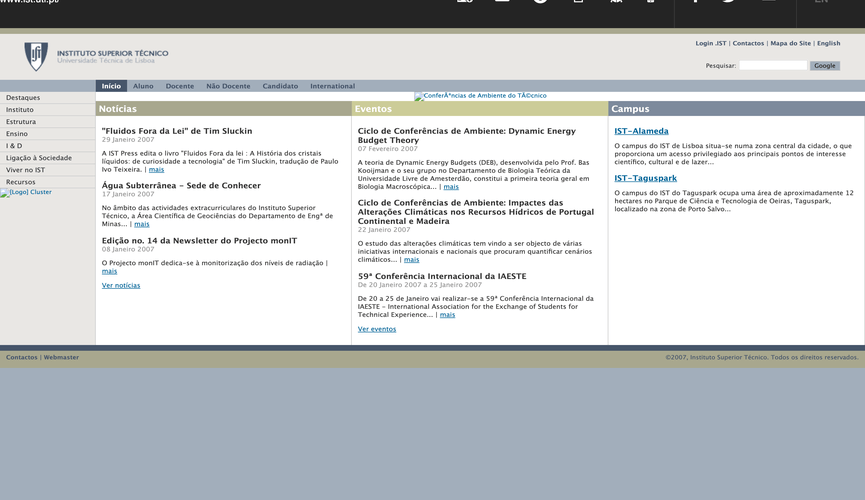 www.ist.utl.pt
EN
INSTITUTO SUPERIOR TÉCNICO
Universidade Técnica de Lisboa
Login .IST | Contactos | Mapa do Site | English
Pesquisar:
Google
Início Aluno Docente Não Docente Candidato International
Destaques
Instituto
Estrutura
Ensino
I & D
Ligação à Sociedade
Viver no IST
Recursos
[Logo] Cluster
ConferÃªncias de Ambiente do TÃ©cnico
Notícias
"Fluidos Fora da Lei" de Tim Sluckin
29 Janeiro 2007
A IST Press edita o livro "Fluidos Fora da lei : A História dos cristais
líquidos: de curiosidade a tecnologia" de Tim Sluckin, tradução de Paulo
Ivo Teixeira. | mais
Água Subterrânea - Sede de Conhecer
17 Janeiro 2007
No âmbito das actividades extracurriculares do Instituto Superior
Técnico, a Área Científica de Geociências do Departamento de Engª de
Minas... | mais
Edição no. 14 da Newsletter do Projecto monIT
08 Janeiro 2007
O Projecto monIT dedica-se à monitorização dos níveis de radiação |
mais
Ver notícias
Eventos
Ciclo de Conferências de Ambiente: Dynamic Energy
Budget Theory
07 Fevereiro 2007
A teoria de Dynamic Energy Budgets (DEB), desenvolvida pelo Prof. Bas
Kooijman e o seu grupo no Departamento de Biologia Teórica da
Universidade Livre de Amesterdão, constitui a primeira teoria geral em
Biologia Macroscópica... | mais
Ciclo de Conferências de Ambiente: Impactes das
Alterações Climáticas nos Recursos Hídricos de Portugal
Continental e Madeira
22 Janeiro 2007
O estudo das alterações climáticas tem vindo a ser objecto de várias
iniciativas internacionais e nacionais que procuram quantificar cenários
climáticos... | mais
59ª Conferência Internacional da IAESTE
De 20 Janeiro 2007 a 25 Janeiro 2007
De 20 a 25 de Janeiro vai realizar-se a 59ª Conferência Internacional da
IAESTE - International Association for the Exchange of Students for
Technical Experience... | mais
Ver eventos
Campus
IST-Alameda
O campus do IST de Lisboa situa-se numa zona central da cidade, o que
proporciona um acesso privilegiado aos principais pontos de interesse
científico, cultural e de lazer...
IST-Taguspark
O campus do IST do Taguspark ocupa uma área de aproximadamente 12
hectares no Parque de Ciência e Tecnologia de Oeiras, Taguspark,
localizado na zona de Porto Salvo...
Contactos | Webmaster
©2007, Instituto Superior Técnico. Todos os direitos reservados.